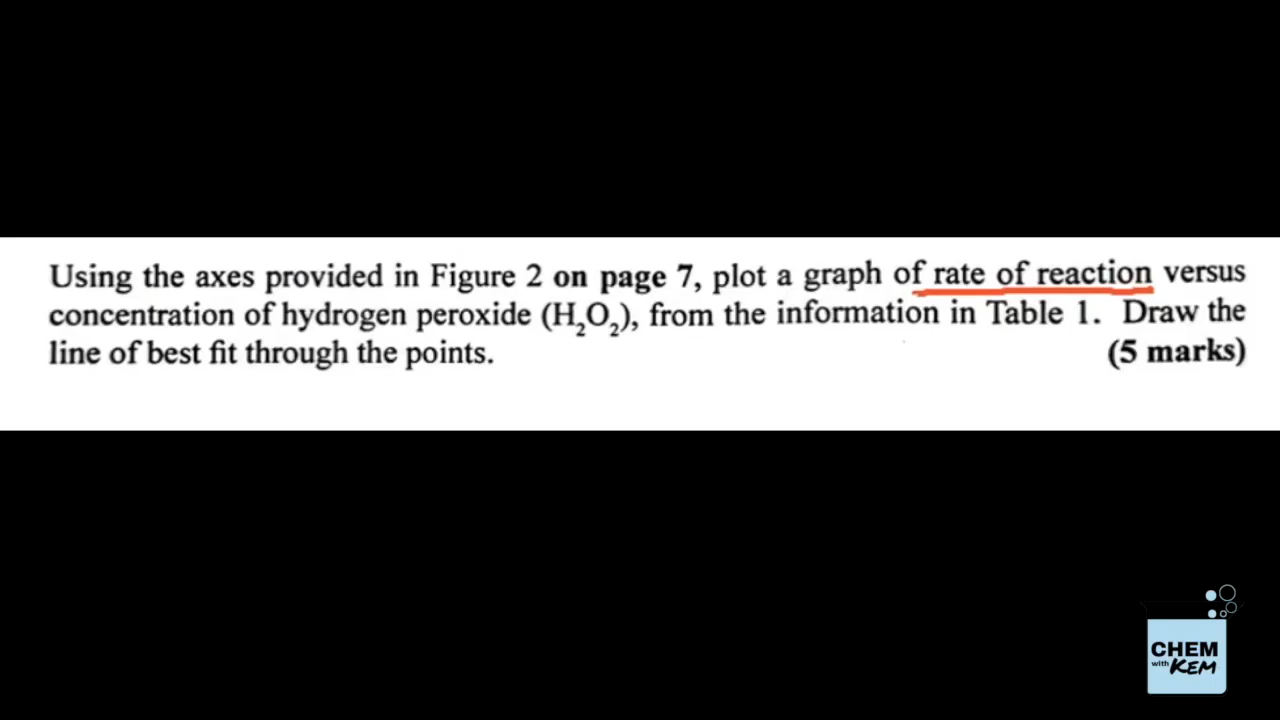 Using the axes provided in Figure 2 on page 7, plot a graph of rate of reaction versus
concentration of hydrogen peroxide (H₂O₂), from the information in Table 1. Draw the
line of best fit through the points. (5 marks)
CHEM
with KEM